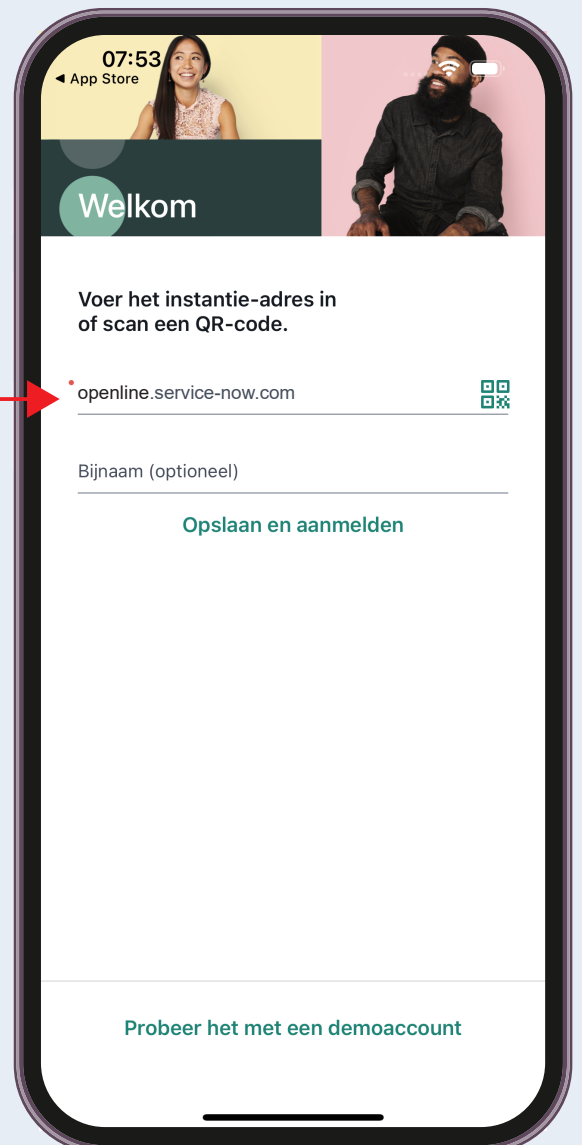 07:53
◀ App Store
Welkom
Voer het instantie-adres in
of scan een QR-code.
openline.service-now.com
Bijnaam (optioneel)
Opslaan en aanmelden
Probeer het met een demoaccount